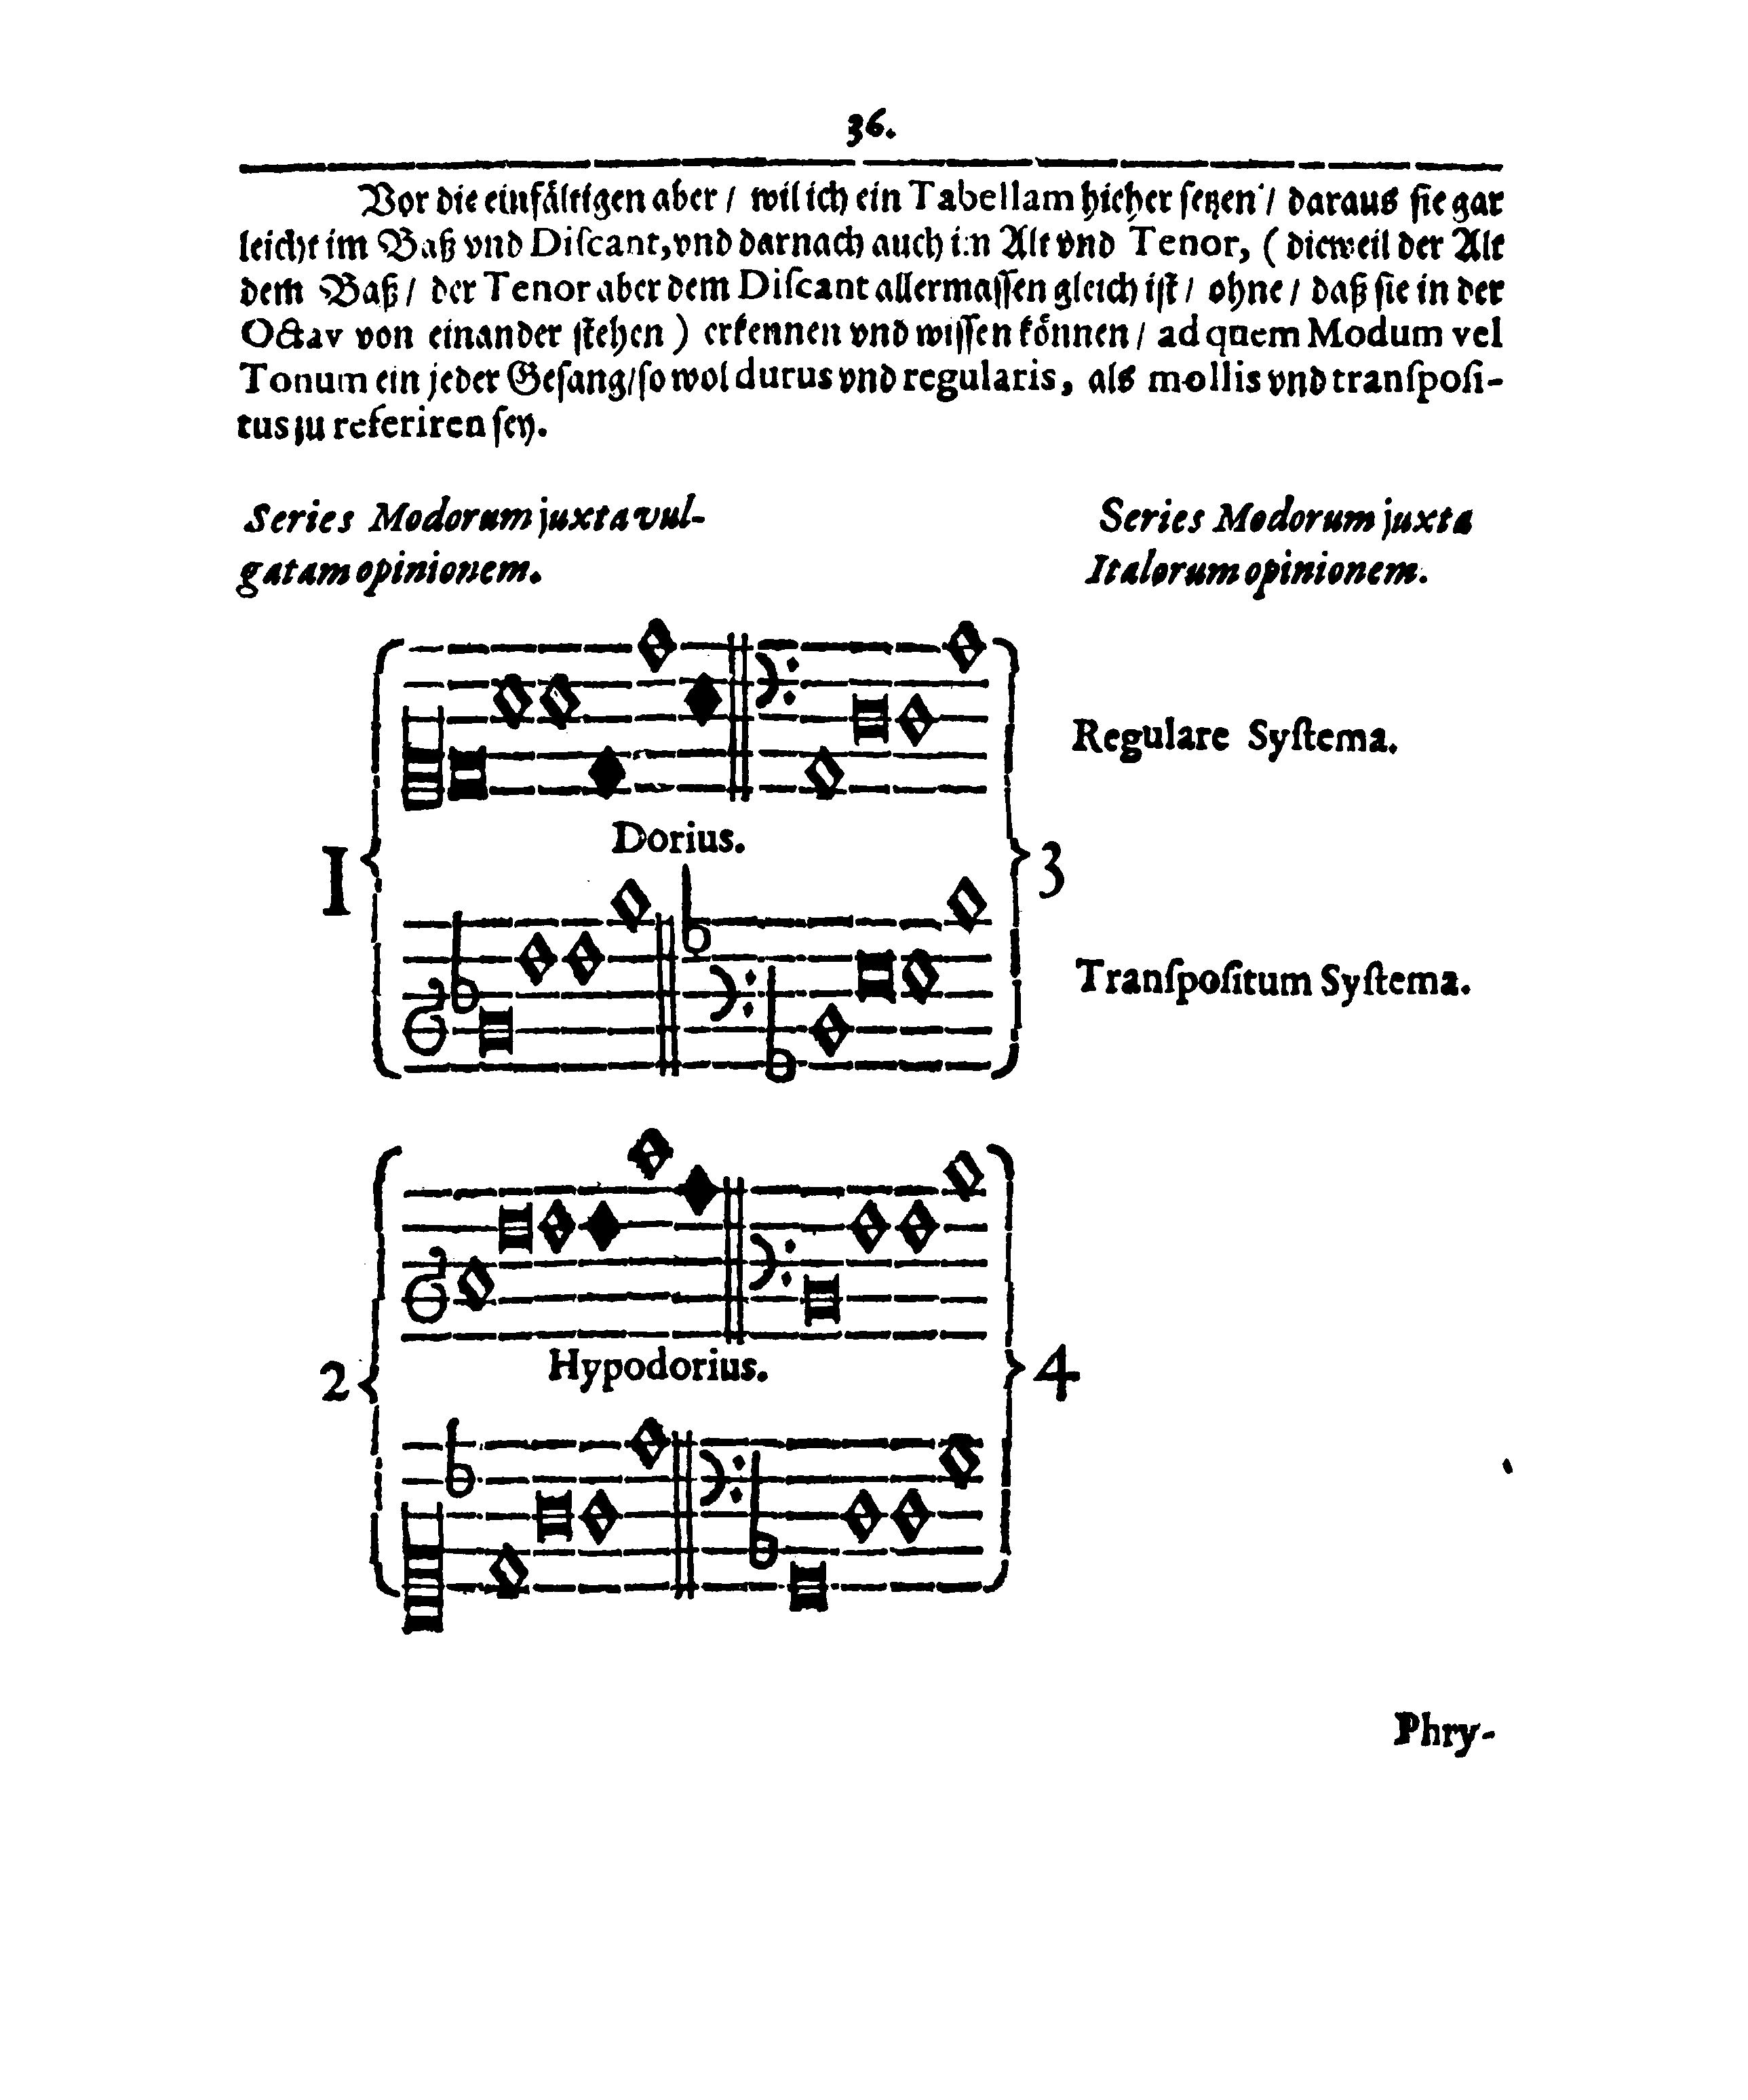 36.
Vor die einfältigen aber / wil ich ein Tabellam hieher setzen / daraus sie gar
leicht im Baß vnd Diſcant, vnd darnach auch im Alt vnd Tenor, ( dieweil der Alt
dem Baß / der Tenor aber dem Diſcant allermaſſen gleich iſt / ohne / daß ſie in der
Octav von einander ſtehen ) erkennen vnd wiſſen können / ad quem Modum vel
Tonum ein jeder Geſang / ſo wol durus vnd regularis, als mollis vnd tranſpoſi-
tus zu referiren ſey.
Series Modorum juxta vul-
gatam opinionem.
Series Modorum juxta
Italorum opinionem.
Regulare Syſtema.
Dorius.
1
3
Tranſpoſitum Syſtema.
Hypodorius.
2
4
Phry-